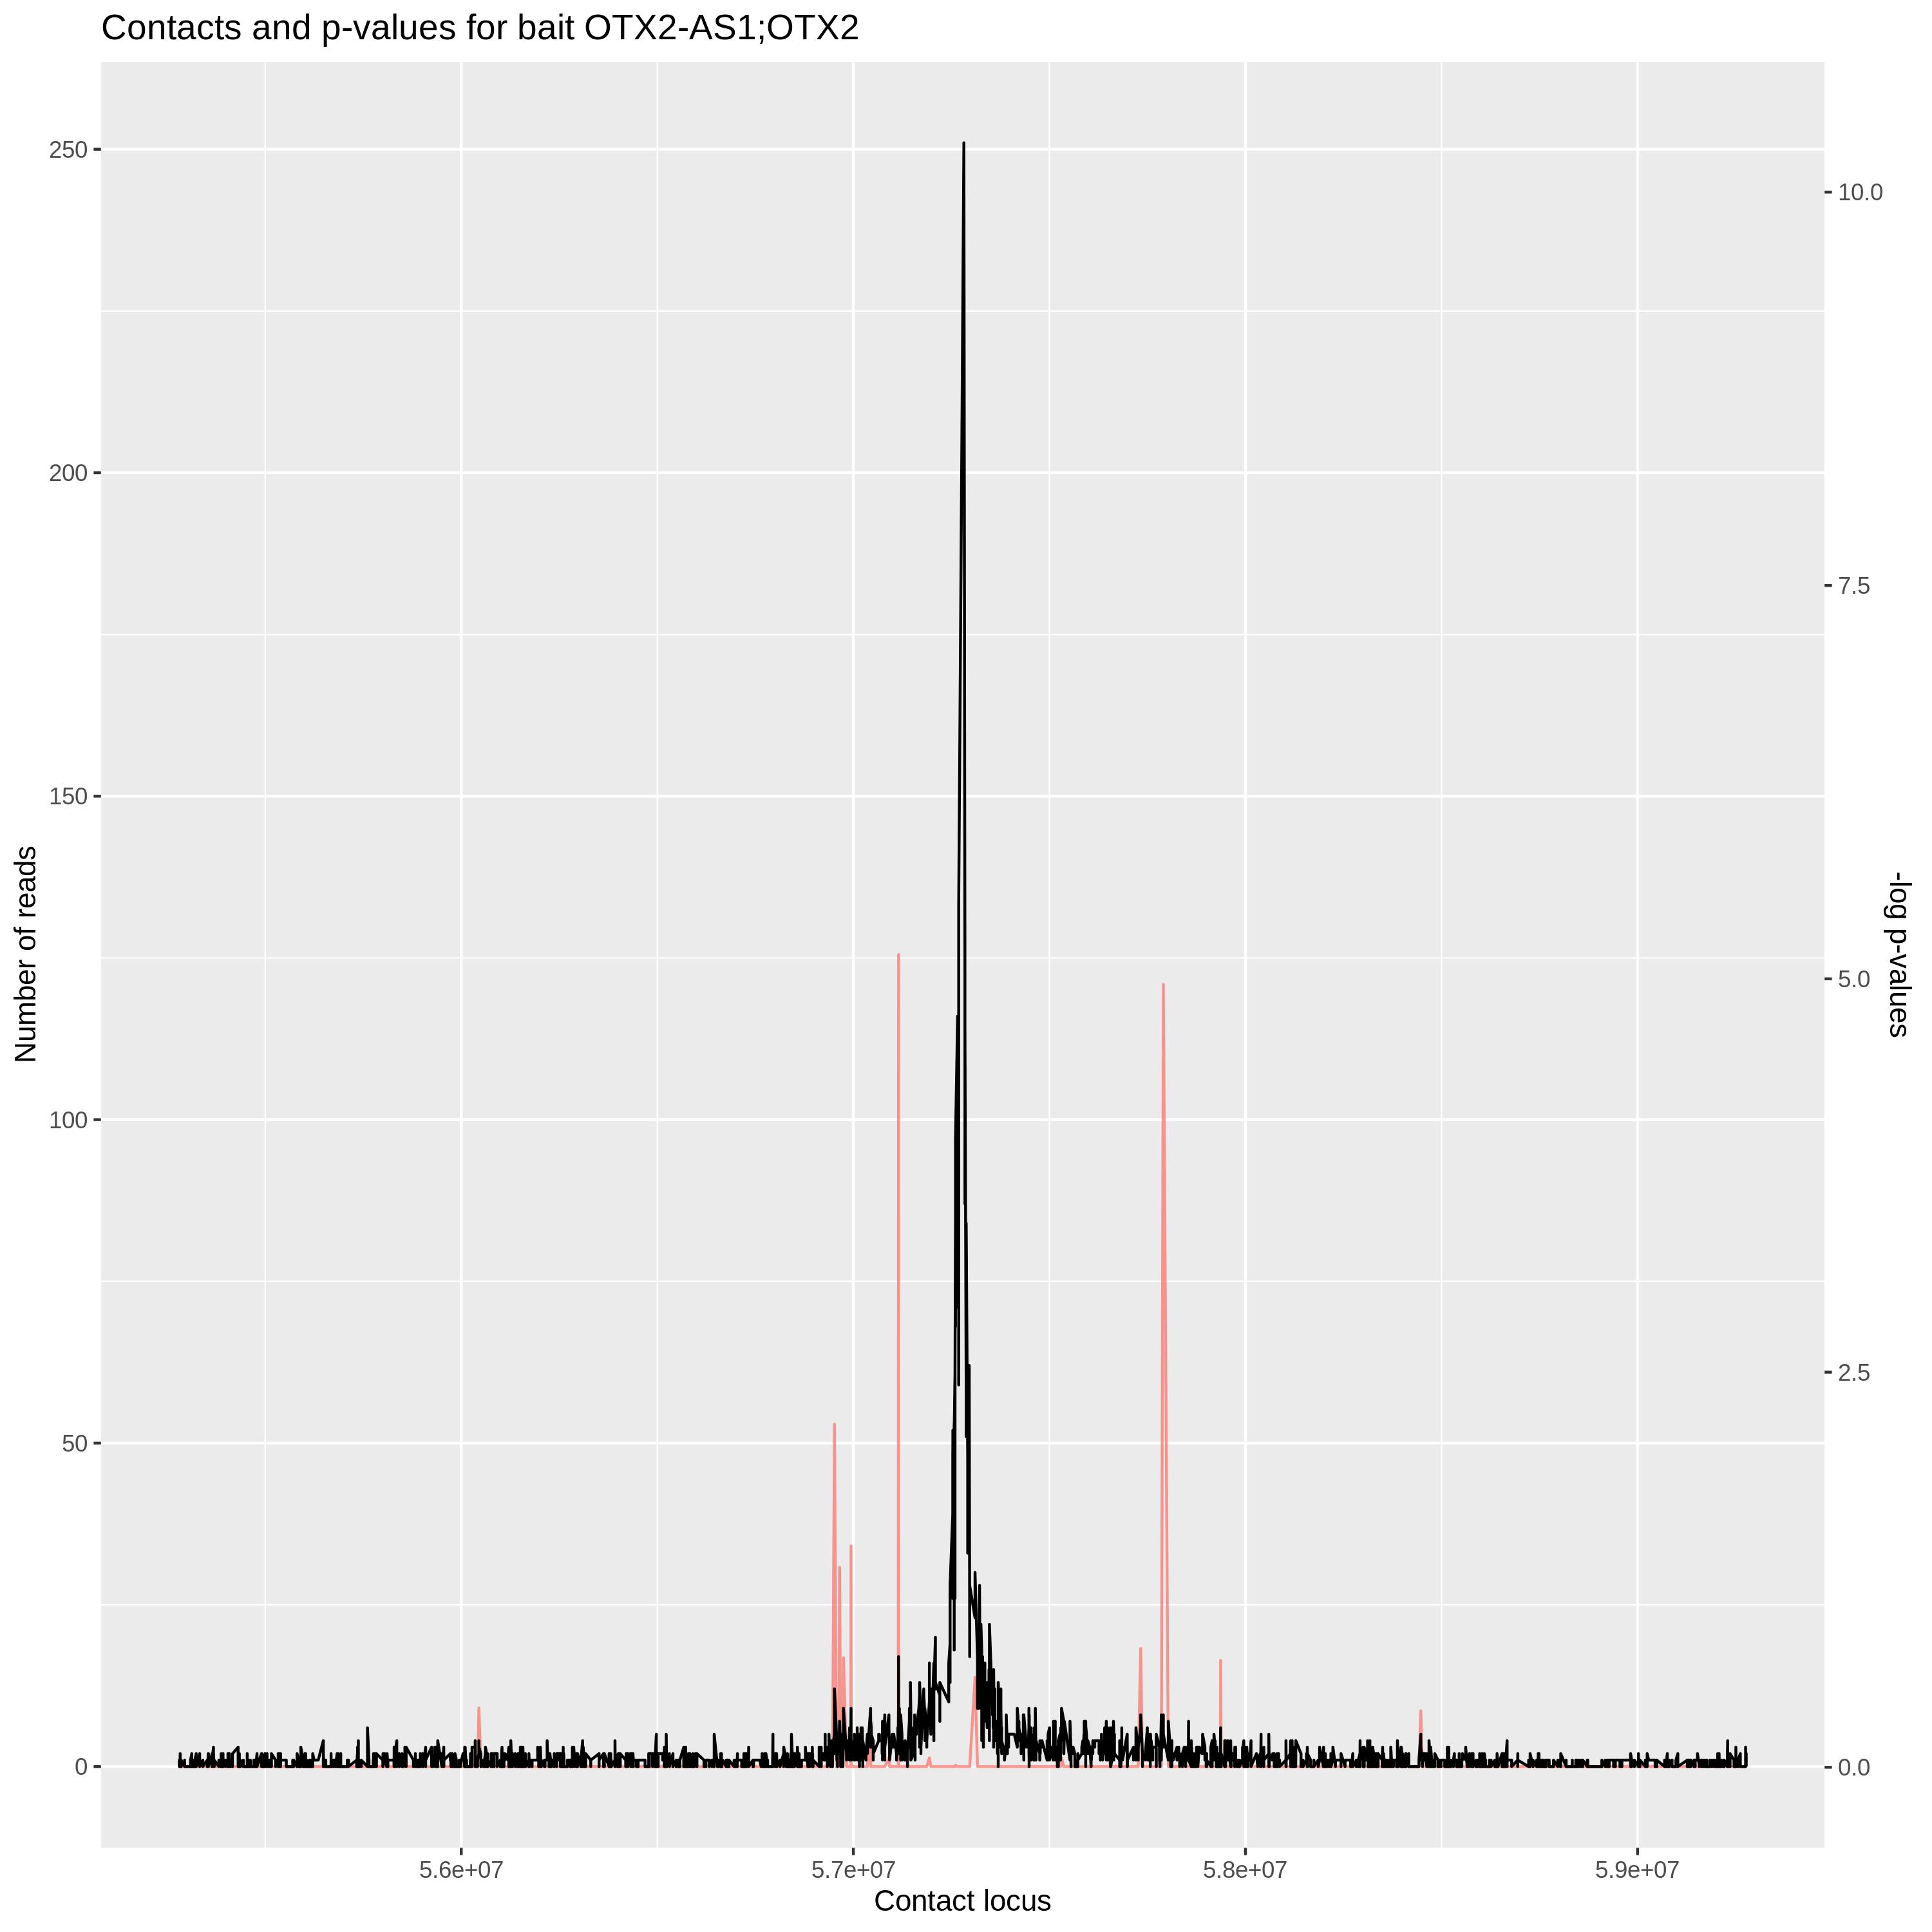 Contacts and p-values for bait OTX2-AS1;OTX2
250
200
150
100
50
0
Number of reads
10.0
7.5
5.0
2.5
0.0
-log p-values
5.6e+07
5.7e+07
5.8e+07
5.9e+07
Contact locus